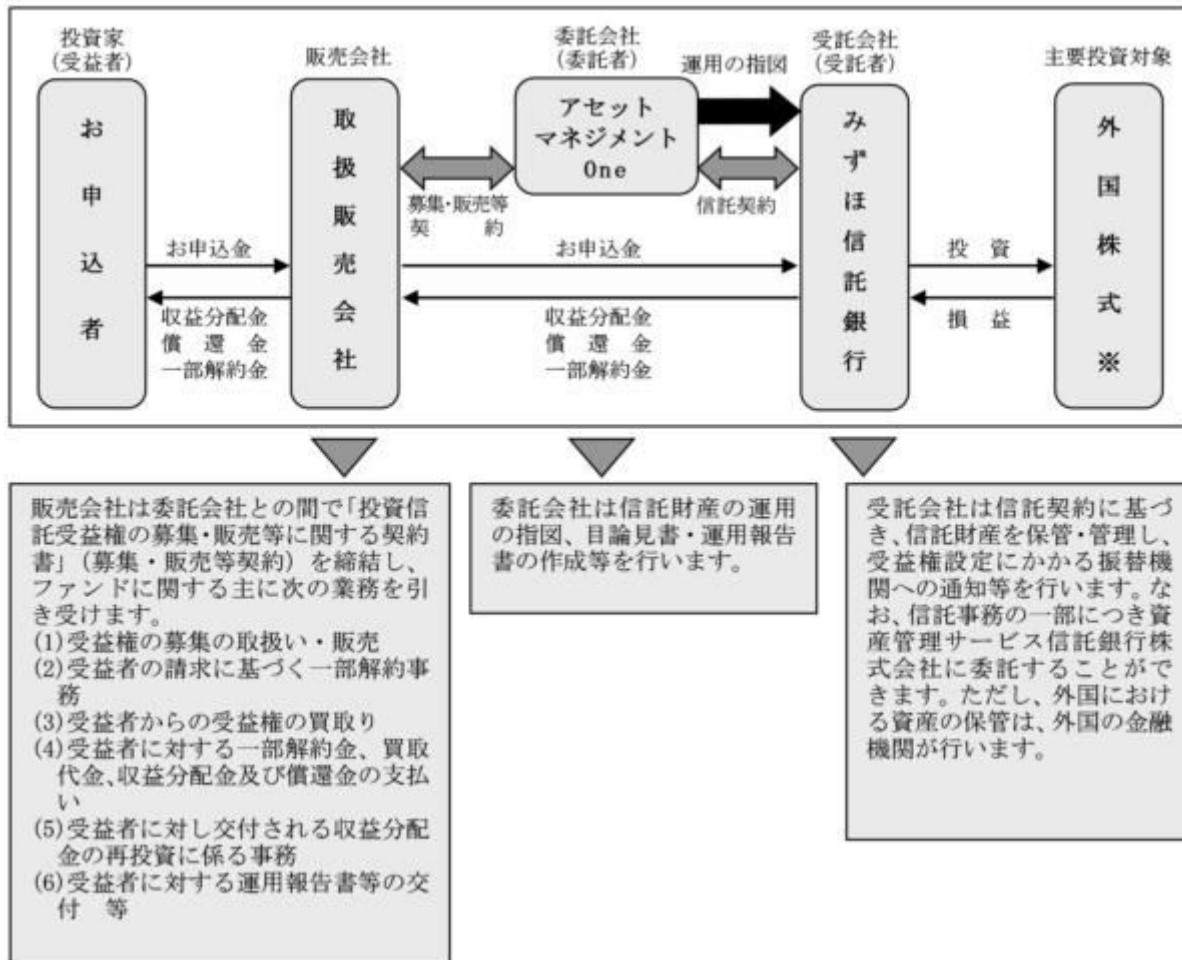 投資家
(受益者)
販売会社
委託会社
(委託者)
運用の指図
受託会社
(受託者)
主要投資対象
お申込者
取扱販売会社
アセット
マネジメント
One
みずほ信託銀行
外国株式※
募集・販売等
契約
信託契約
お申込金
お申込金
投資
収益分配金
償還金
一部解約金
収益分配金
償還金
一部解約金
損益
販売会社は委託会社との間で「投資信
託受益権の募集・販売等に関する契約
書」(募集・販売等契約)を締結し、
ファンドに関する主に次の業務を引
き受けます。
(1)受益権の募集の取扱い・販売
(2)受益者の請求に基づく一部解約事
務
(3)受益者からの受益権の買取り
(4)受益者に対する一部解約金、買取
代金、収益分配金及び償還金の支払
い
(5)受益者に対し交付される収益分配
金の再投資に係る事務
(6)受益者に対する運用報告書等の交
付　等
委託会社は信託財産の運用
の指図、目論見書・運用報告
書の作成等を行います。
受託会社は信託契約に基づ
き、信託財産を保管・管理し、
受益権設定にかかる振替機
関への通知等を行います。な
お、信託事務の一部につき資
産管理サービス信託銀行株
式会社に委託することがで
きます。ただし、外国におけ
る資産の保管は、外国の金融
機関が行います。